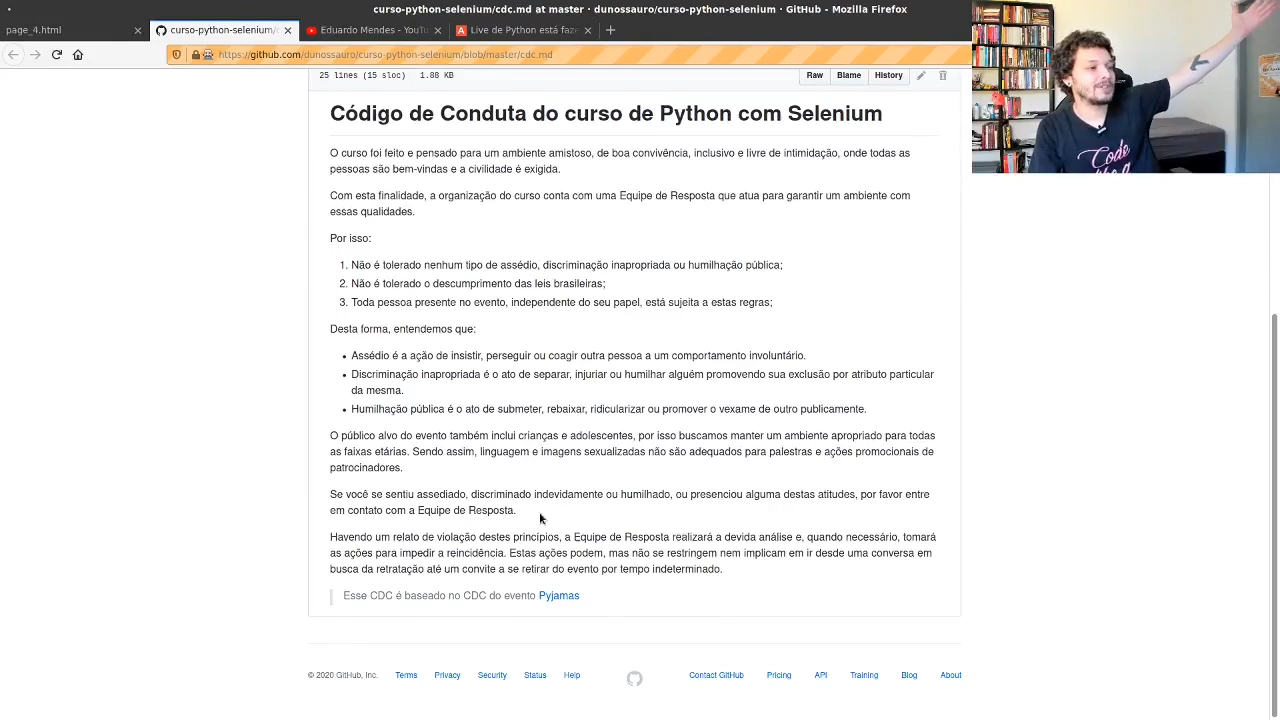 curso-python-selenium/cdc.md at master · dunossauro/curso-python-selenium · GitHub - Mozilla Firefox
page_4.html
curso-python-selenium/
Eduardo Mendes - YouTu
Live de Python está faze
https://github.com/dunossauro/curso-python-selenium/blob/master/cdc.md
25 lines (15 sloc) 1.88 KB
Raw Blame History
Código de Conduta do curso de Python com Selenium
O curso foi feito e pensado para um ambiente amistoso, de boa convivência, inclusivo e livre de intimidação, onde todas as
pessoas são bem-vindas e a civilidade é exigida.
Com esta finalidade, a organização do curso conta com uma Equipe de Resposta que atua para garantir um ambiente com
essas qualidades.
Por isso:
1. Não é tolerado nenhum tipo de assédio, discriminação inapropriada ou humilhação pública;
2. Não é tolerado o descumprimento das leis brasileiras;
3. Toda pessoa presente no evento, independente do seu papel, está sujeita a estas regras;
Desta forma, entendemos que:
• Assédio é a ação de insistir, perseguir ou coagir outra pessoa a um comportamento involuntário.
• Discriminação inapropriada é o ato de separar, injuriar ou humilhar alguém promovendo sua exclusão por atributo particular
da mesma.
• Humilhação pública é o ato de submeter, rebaixar, ridicularizar ou promover o vexame de outro publicamente.
O público alvo do evento também inclui crianças e adolescentes, por isso buscamos manter um ambiente apropriado para todas
as faixas etárias. Sendo assim, linguagem e imagens sexualizadas não são adequados para palestras e ações promocionais de
patrocinadores.
Se você se sentiu assediado, discriminado indevidamente ou humilhado, ou presenciou alguma destas atitudes, por favor entre
em contato com a Equipe de Resposta.
Havendo um relato de violação destes princípios, a Equipe de Resposta realizará a devida análise e, quando necessário, tomará
as ações para impedir a reincidência. Estas ações podem, mas não se restringem nem implicam em ir desde uma conversa em
busca da retratação até um convite a se retirar do evento por tempo indeterminado.
Esse CDC é baseado no CDC do evento Pyjamas
© 2020 GitHub, Inc. Terms Privacy Security Status Help Contact GitHub Pricing API Training Blog About
Code